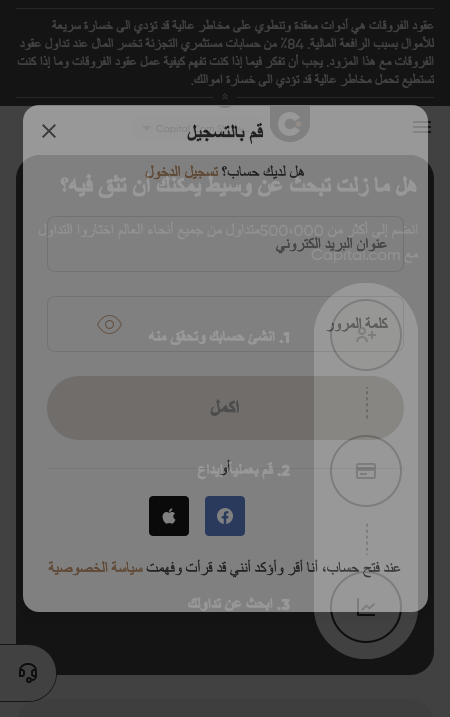 عقود الفروقات هي أدوات معقدة وتنطوي على مخاطر عالية قد تؤدي الى خسارة سريعة
للأموال بسبب الرافعة المالية. 84٪ من حسابات مستثمري التجزئة تخسر المال عند تداول عقود
الفروقات مع هذا المزود. يجب أن تفكر فيما إذا كنت تفهم كيفية عمل عقود الفروقات وما إذا كنت
تستطيع تحمل مخاطر عالية قد تؤدي الى خسارة اموالك.
قم بالتسجيل
Capital.com
هل لديك حساب؟ تسجيل الدخول
هل ما زلت تبحث عن وسيط يمكنك ان تثق فيه؟
انضم إلى أكثر من 500،000متداول من جميع أنحاء العالم اختاروا التداول
مع Capital.com
عنوان البريد الكتروني
كلمة المرور
1. انشئ حسابك وتحقق منه
اكمل
2. قم بعملية إيداع
أو
عند فتح حساب، أنا أقر وأؤكد أنني قد قرأت وفهمت سياسة الخصوصية
3. ابحث عن تداولك